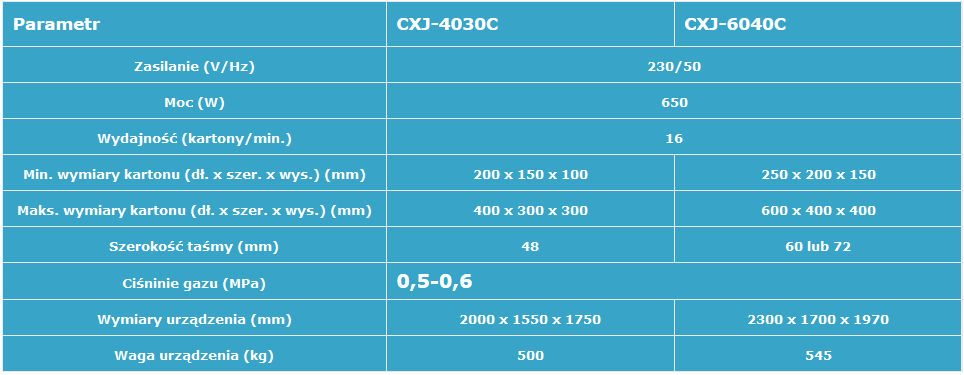 Parametr CXJ-4030C CXJ-6040C
Zasilanie (V/Hz) 230/50
Moc (W) 650
Wydajność (kartony/min.) 16
Min. wymiary kartonu (dł. x szer. x wys.) (mm) 200 x 150 x 100 250 x 200 x 150
Maks. wymiary kartonu (dł. x szer. x wys.) (mm) 400 x 300 x 300 600 x 400 x 400
Szerokość taśmy (mm) 48 60 lub 72
Ciśninie gazu (MPa) 0,5-0,6
Wymiary urządzenia (mm) 2000 x 1550 x 1750 2300 x 1700 x 1970
Waga urządzenia (kg) 500 545